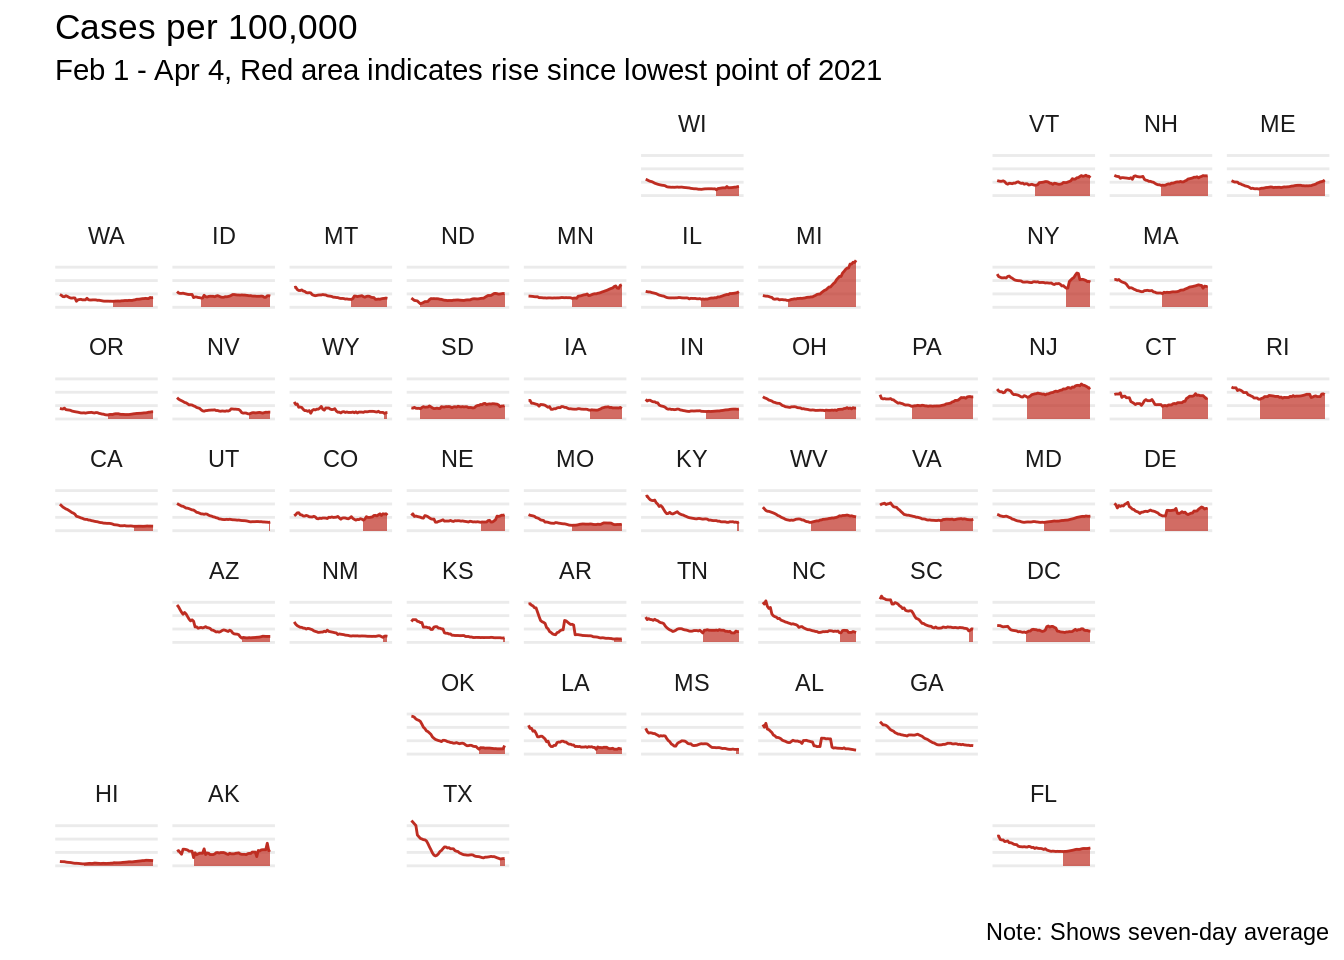 Cases per 100,000
Feb 1 - Apr 4, Red area indicates rise since lowest point of 2021
WI VT NH ME
WA ID MT ND MN IL MI NY MA
OR NV WY SD IA IN OH PA NJ CT RI
CA UT CO NE MO KY WV VA MD DE
AZ NM KS AR TN NC SC DC
OK LA MS AL GA
HI AK TX FL
Note: Shows seven-day average